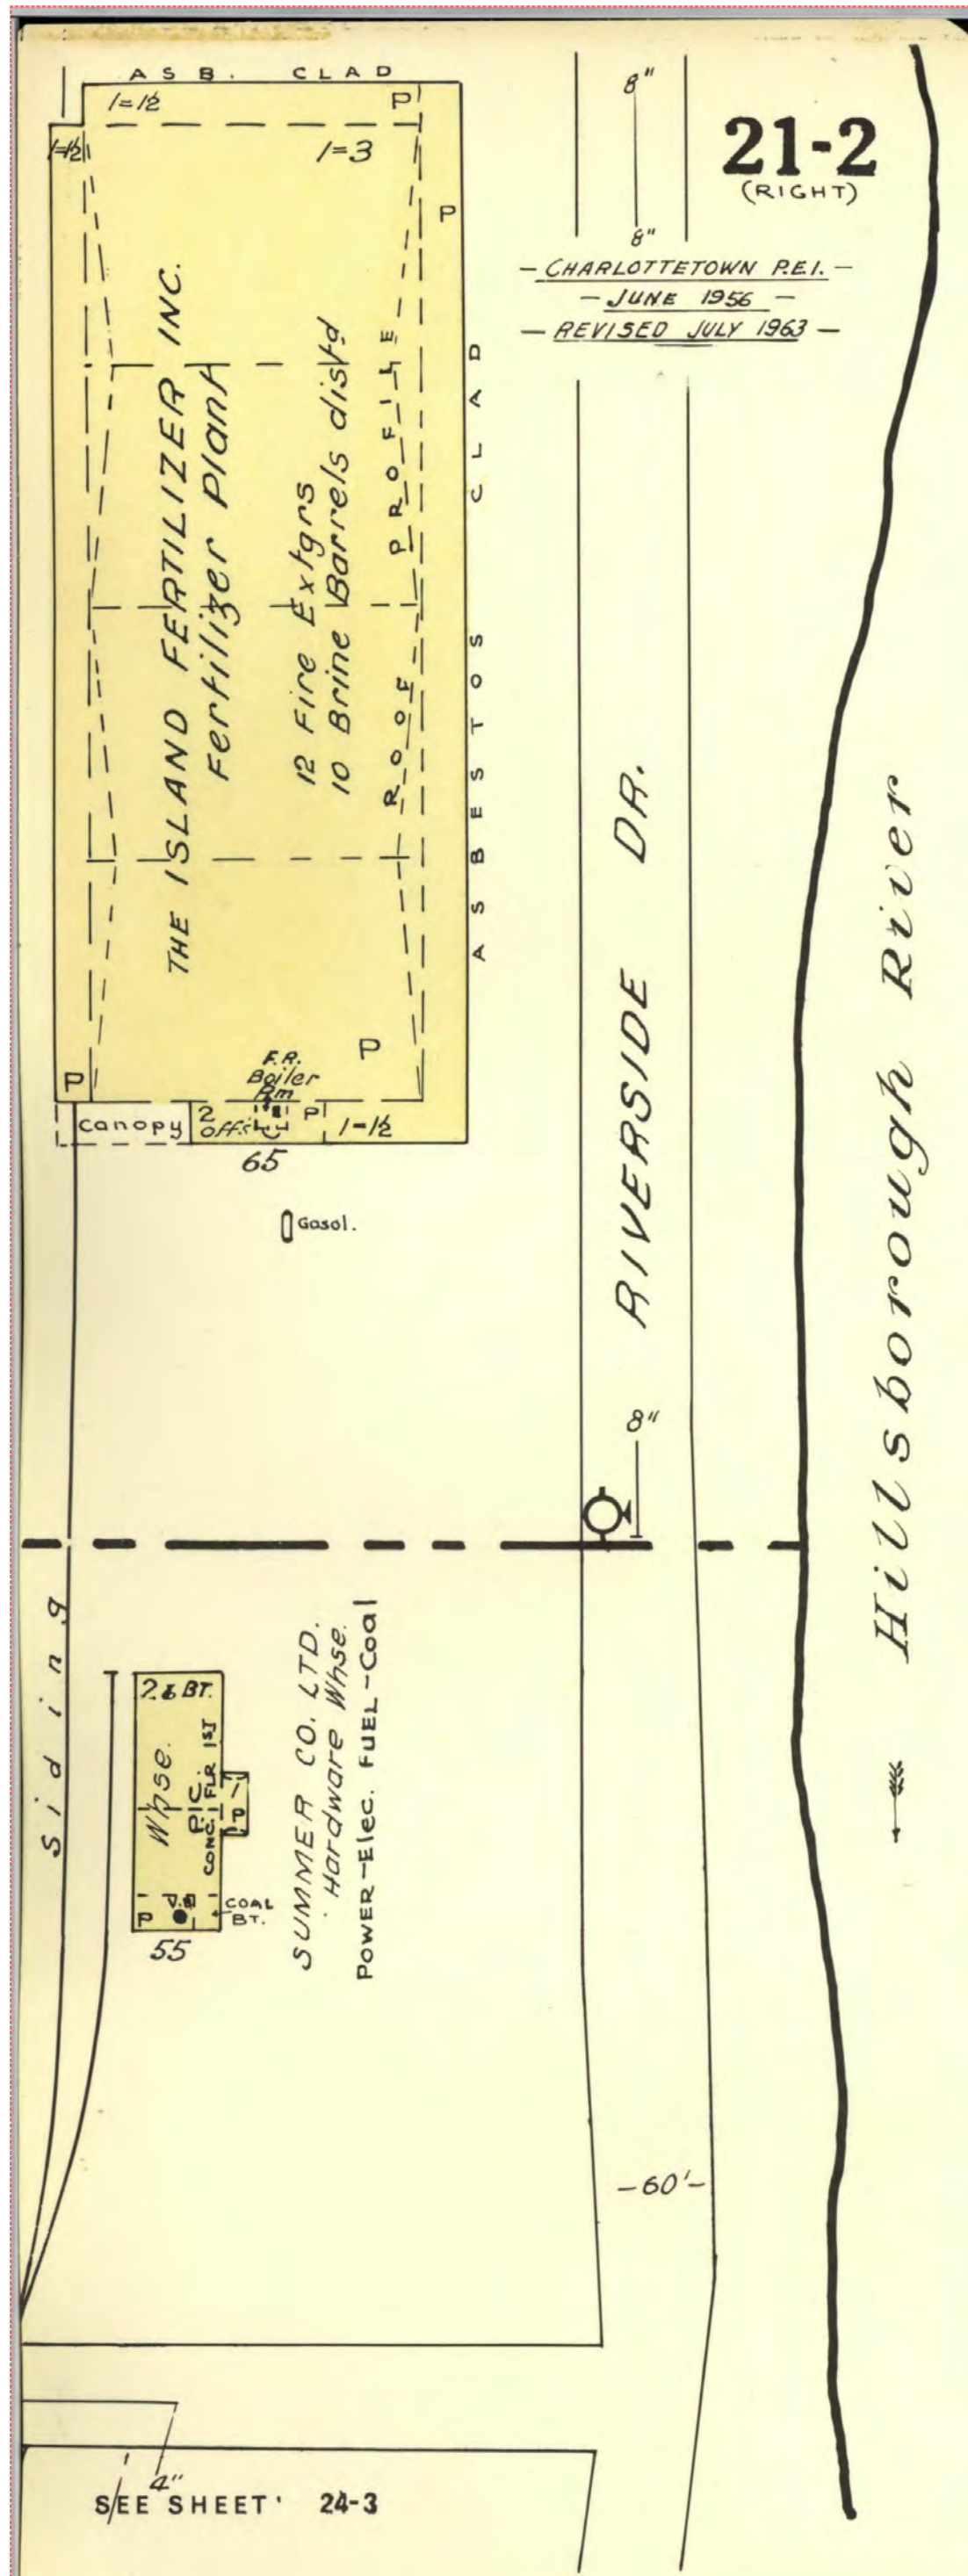 ASB. CLAD
1=1½
P
1=½
1=3
P
8"
8"
21-2
(RIGHT)
— CHARLOTTETOWN P.E.I. —
— JUNE 1956 —
— REVISED JULY 1963 —
THE ISLAND FERTILIZER INC.
Fertilizer Plant
12 Fire Extgrs
10 Brine Barrels dist'd
ROOF PROFILE
ASBESTOS CLAD
P
P
F.R.
Boiler
Rm
canopy
2
offs
P
1=1½
65
Gasol.
RIVERSIDE DR.
Hillsborough River
8"
Siding
2 & BT.
Whse.
P.C.
CONC. FLR 1ST
1
P
P
COAL
BT.
55
SUMMER CO. LTD.
Hardware Whse.
POWER-Elec. FUEL-Coal
—60'—
4"
SEE SHEET 24-3